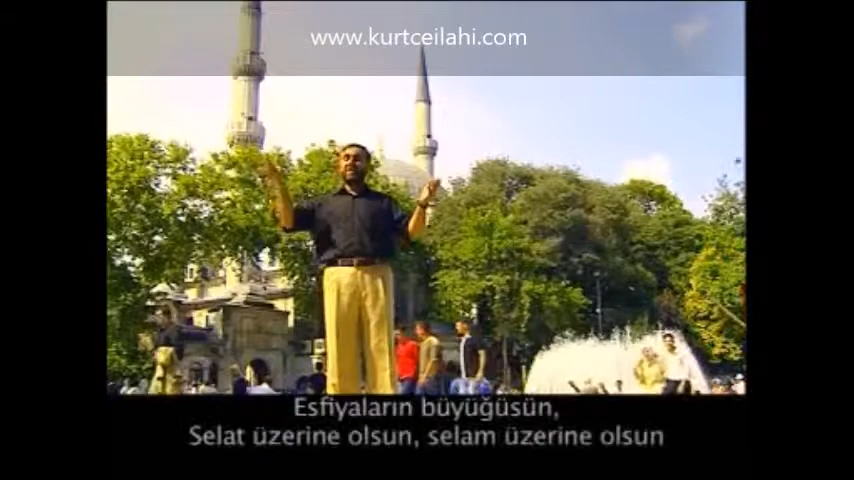 www.kurtceilahi.com
Esfiyaların büyüğüsün,
Selat üzerine olsun, selam üzerine olsun